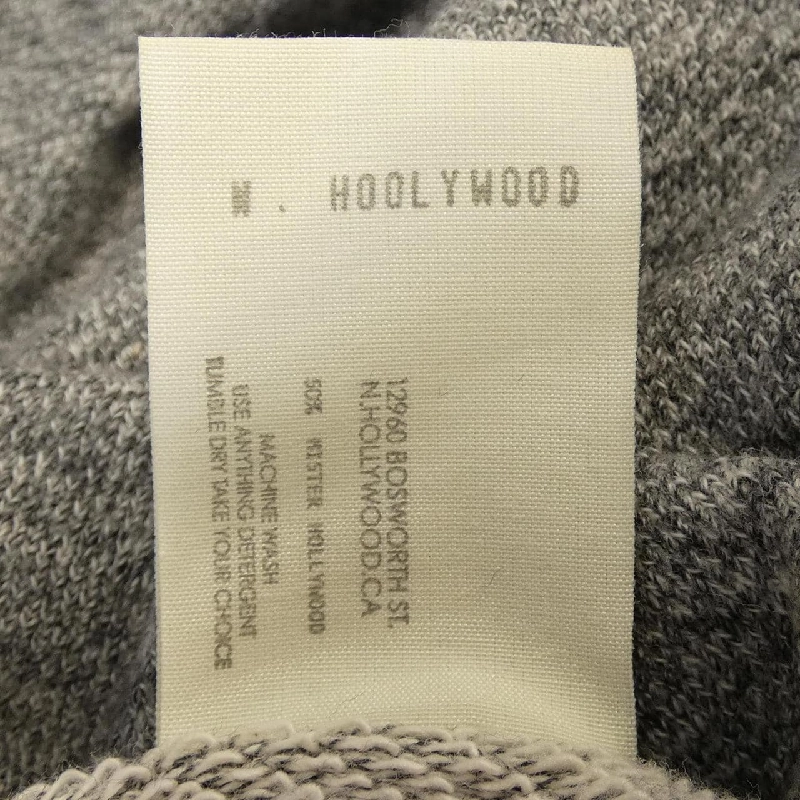 N. HOOLYWOOD
12960 BOSWORTH ST.
N.HOLLYWOOD.CA
50% MISTER HOLLYWOOD
MACHINE WASH
USE ANYTHING DETERGENT
TUMBLE DRY TAKE YOUR CHOICE